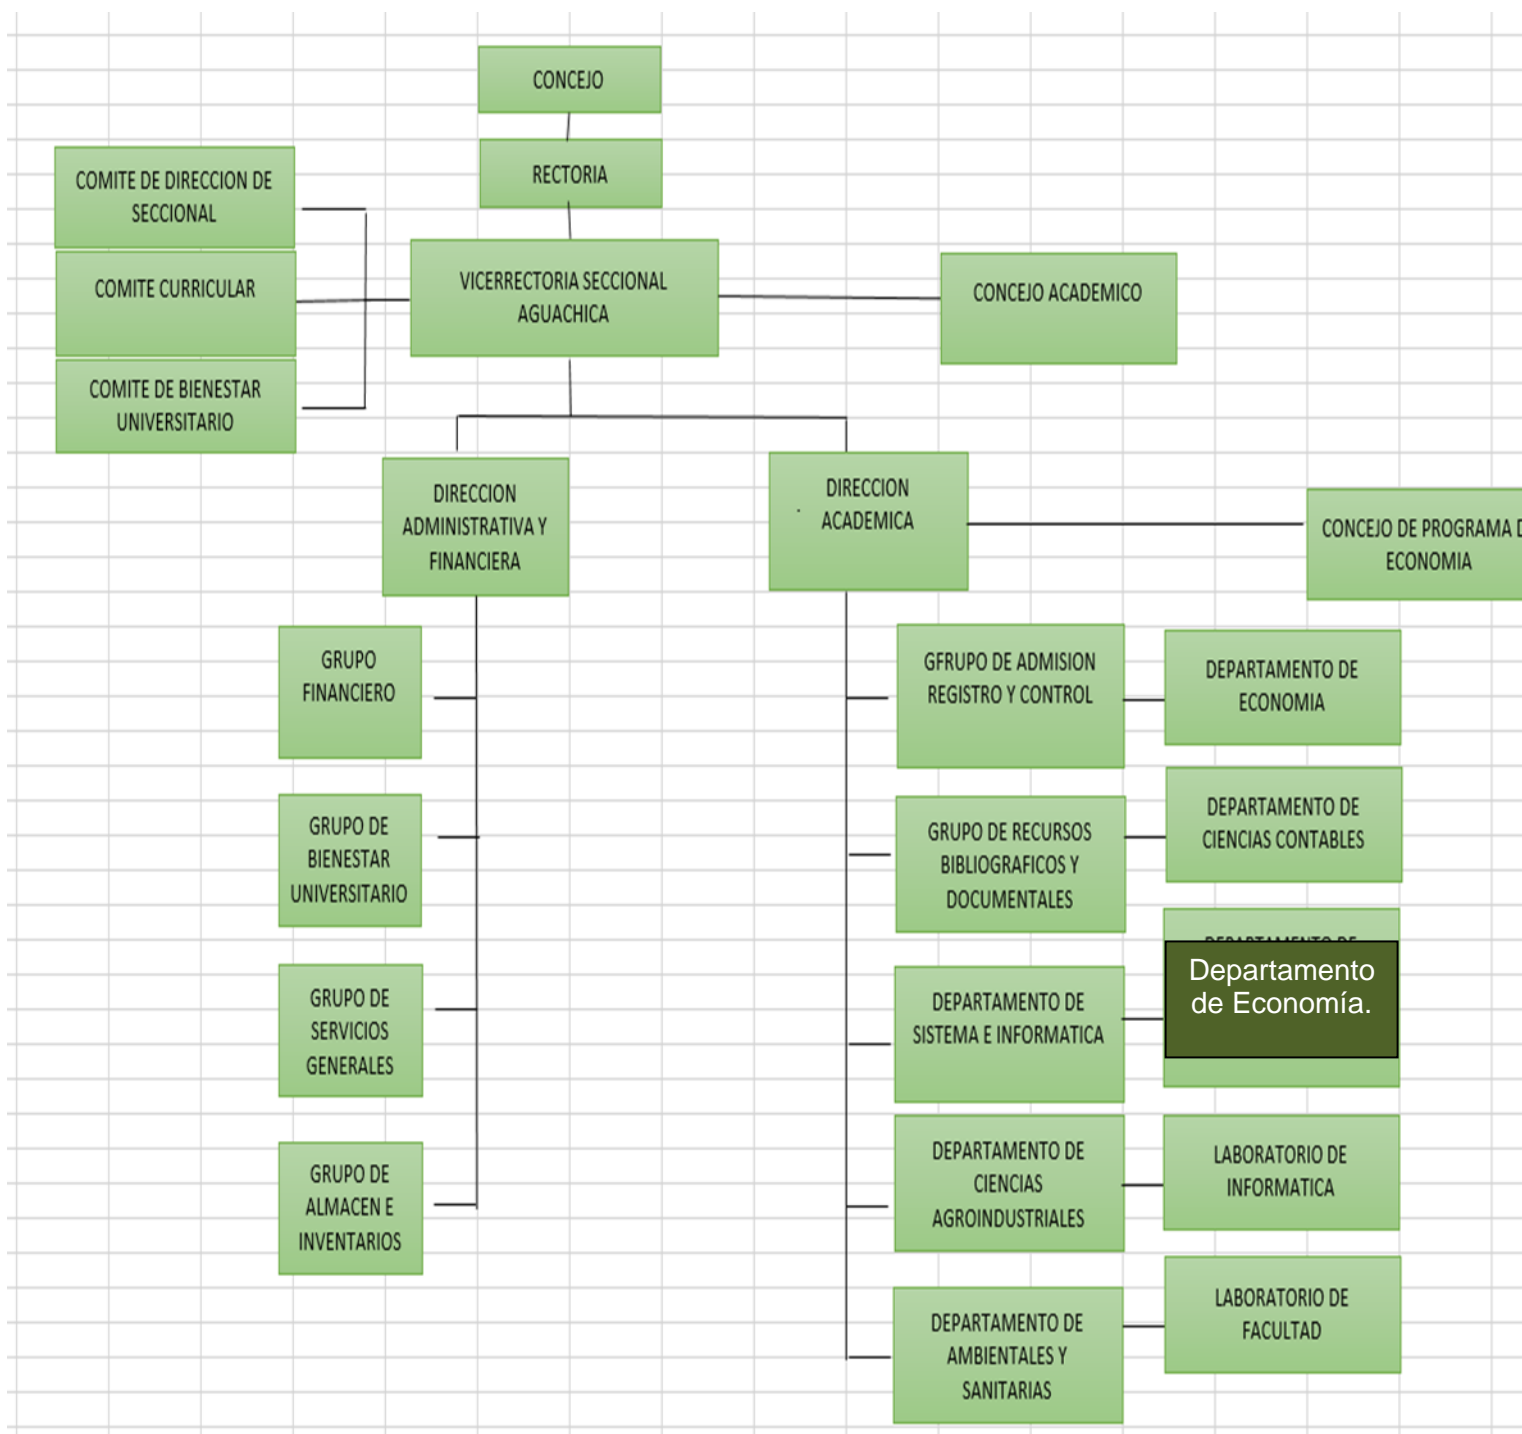 CONCEJO
RECTORIA
COMITE DE DIRECCION DE
SECCIONAL
COMITE CURRICULAR
COMITE DE BIENESTAR
UNIVERSITARIO
VICERRECTORIA SECCIONAL
AGUACHICA
CONCEJO ACADEMICO
DIRECCION
ADMINISTRATIVA Y
FINANCIERA
DIRECCION
ACADEMICA
CONCEJO DE PROGRAMA D
ECONOMIA
GRUPO
FINANCIERO
GRUPO DE
BIENESTAR
UNIVERSITARIO
GRUPO DE
SERVICIOS
GENERALES
GRUPO DE
ALMACEN E
INVENTARIOS
GFRUPO DE ADMISION
REGISTRO Y CONTROL
DEPARTAMENTO DE
ECONOMIA
GRUPO DE RECURSOS
BIBLIOGRAFICOS Y
DOCUMENTALES
DEPARTAMENTO DE
CIENCIAS CONTABLES
DEPARTAMENTO DE
SISTEMA E INFORMATICA
DEPARTAMENTO DE
Departamento
de Economía.
DEPARTAMENTO DE
CIENCIAS
AGROINDUSTRIALES
LABORATORIO DE
INFORMATICA
DEPARTAMENTO DE
AMBIENTALES Y
SANITARIAS
LABORATORIO DE
FACULTAD